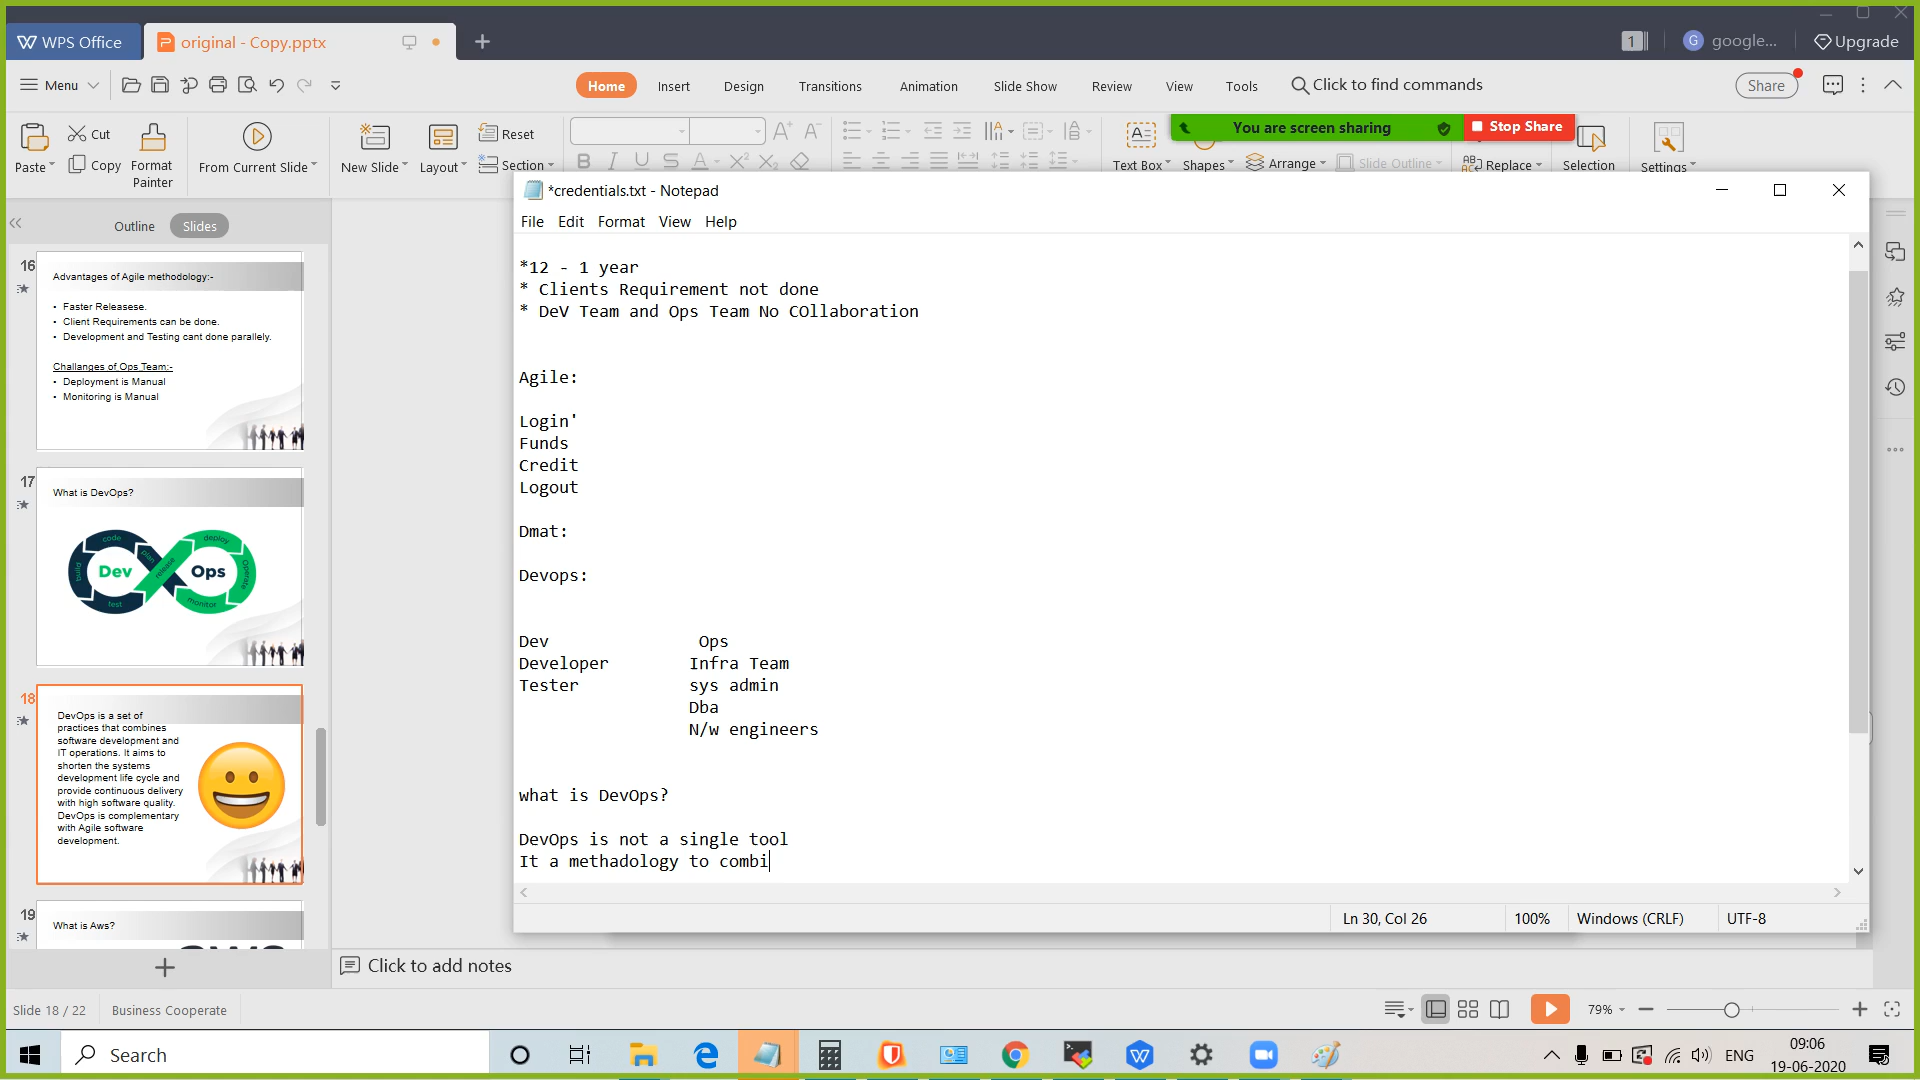 WPS Office
original - Copy.pptx
1
G google...
Upgrade
Menu
Home
Insert
Design
Transitions
Animation
Slide Show
Review
View
Tools
Click to find commands
Share
Paste
Cut
Copy
Format
Painter
From Current Slide
New Slide
Layout
Reset
Section
You are screen sharing
Stop Share
Text Box
Shapes
Arrange
Slide Outline
Replace
Selection
Settings
Outline
Slides
16
Advantages of Agile methodology:-
• Faster Releasese.
• Client Requirements can be done.
• Development and Testing cant done parallely.
Challanges of Ops Team:-
• Deployment is Manual
• Monitoring is Manual
17
What is DevOps?
code
plan
build
test
Dev
release
deploy
Operate
monitor
Ops
18
DevOps is a set of
practices that combines
software development and
IT operations. It aims to
shorten the systems
development life cycle and
provide continuous delivery
with high software quality.
DevOps is complementary
with Agile software
development.
19
What is Aws?
*credentials.txt - Notepad
File Edit Format View Help
*12 - 1 year
* Clients Requirement not done
* DeV Team and Ops Team No COllaboration
Agile:
Login'
Funds
Credit
Logout
Dmat:
Devops:
Dev Ops
Developer Infra Team
Tester sys admin
Dba
N/w engineers
what is DevOps?
DevOps is not a single tool
It a methadology to combi
Ln 30, Col 26
100%
Windows (CRLF)
UTF-8
Click to add notes
Slide 18 / 22
Business Cooperate
79%
Search
ENG
09:06
19-06-2020